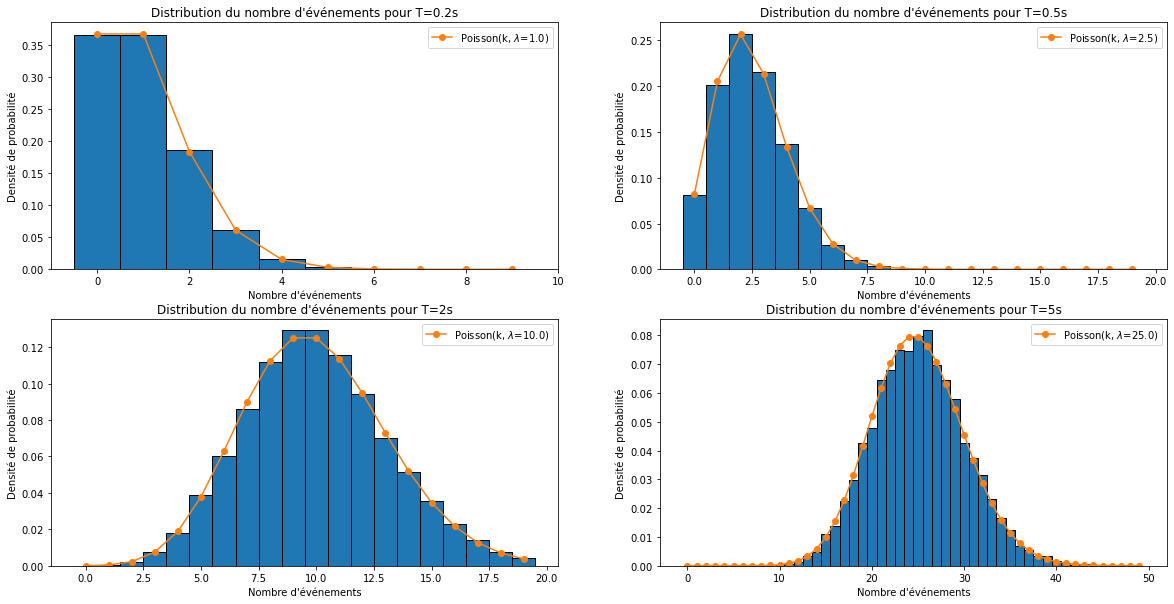 Distribution du nombre d'événements pour T=0.2s
Poisson(k, λ=1.0)
Densité de probabilité
0.35
0.30
0.25
0.20
0.15
0.10
0.05
0.00
0 2 4 6 8 10
Nombre d'événements
Distribution du nombre d'événements pour T=0.5s
Poisson(k, λ=2.5)
Densité de probabilité
0.25
0.20
0.15
0.10
0.05
0.00
0.0 2.5 5.0 7.5 10.0 12.5 15.0 17.5 20.0
Nombre d'événements
Distribution du nombre d'événements pour T=2s
Poisson(k, λ=10.0)
Densité de probabilité
0.12
0.10
0.08
0.06
0.04
0.02
0.00
0.0 2.5 5.0 7.5 10.0 12.5 15.0 17.5 20.0
Nombre d'événements
Distribution du nombre d'événements pour T=5s
Poisson(k, λ=25.0)
Densité de probabilité
0.08
0.07
0.06
0.05
0.04
0.03
0.02
0.01
0.00
0 10 20 30 40 50
Nombre d'événements